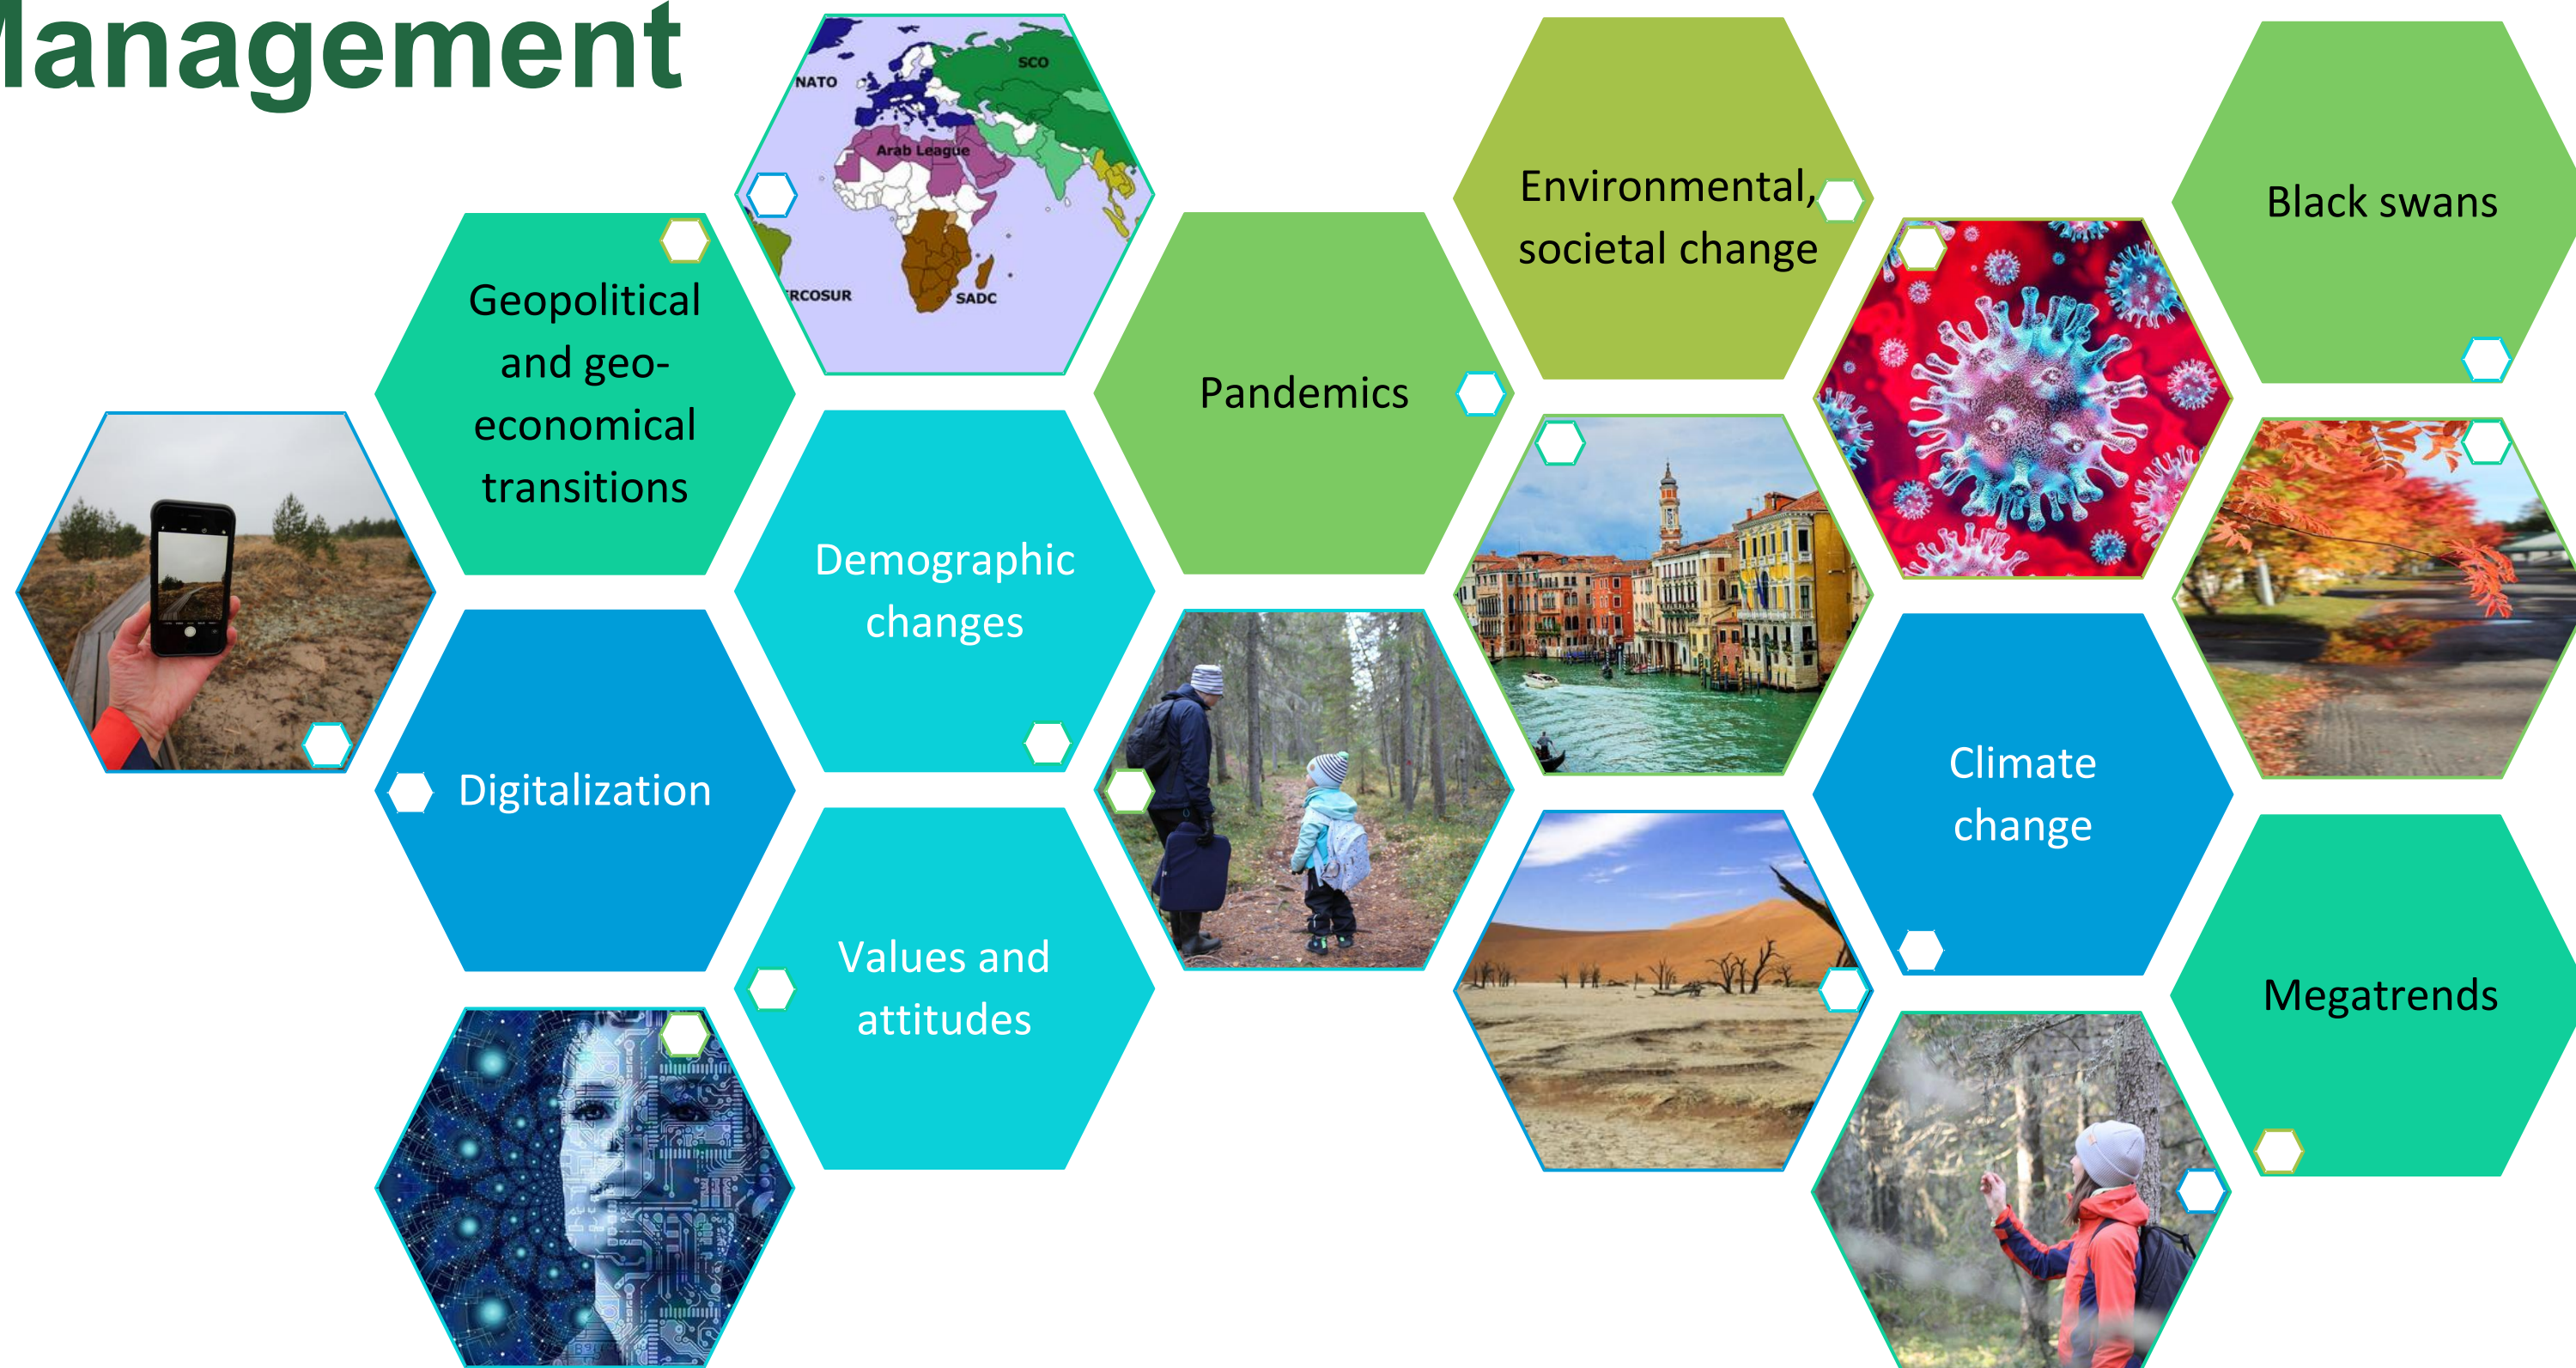 Management
NATO
SCO
Arab League
RCOSUR
SADC
Geopolitical
and geo-
economical
transitions
Digitalization
Demographic
changes
Values and
attitudes
Pandemics
Environmental,
societal change
Climate
change
Black swans
Megatrends